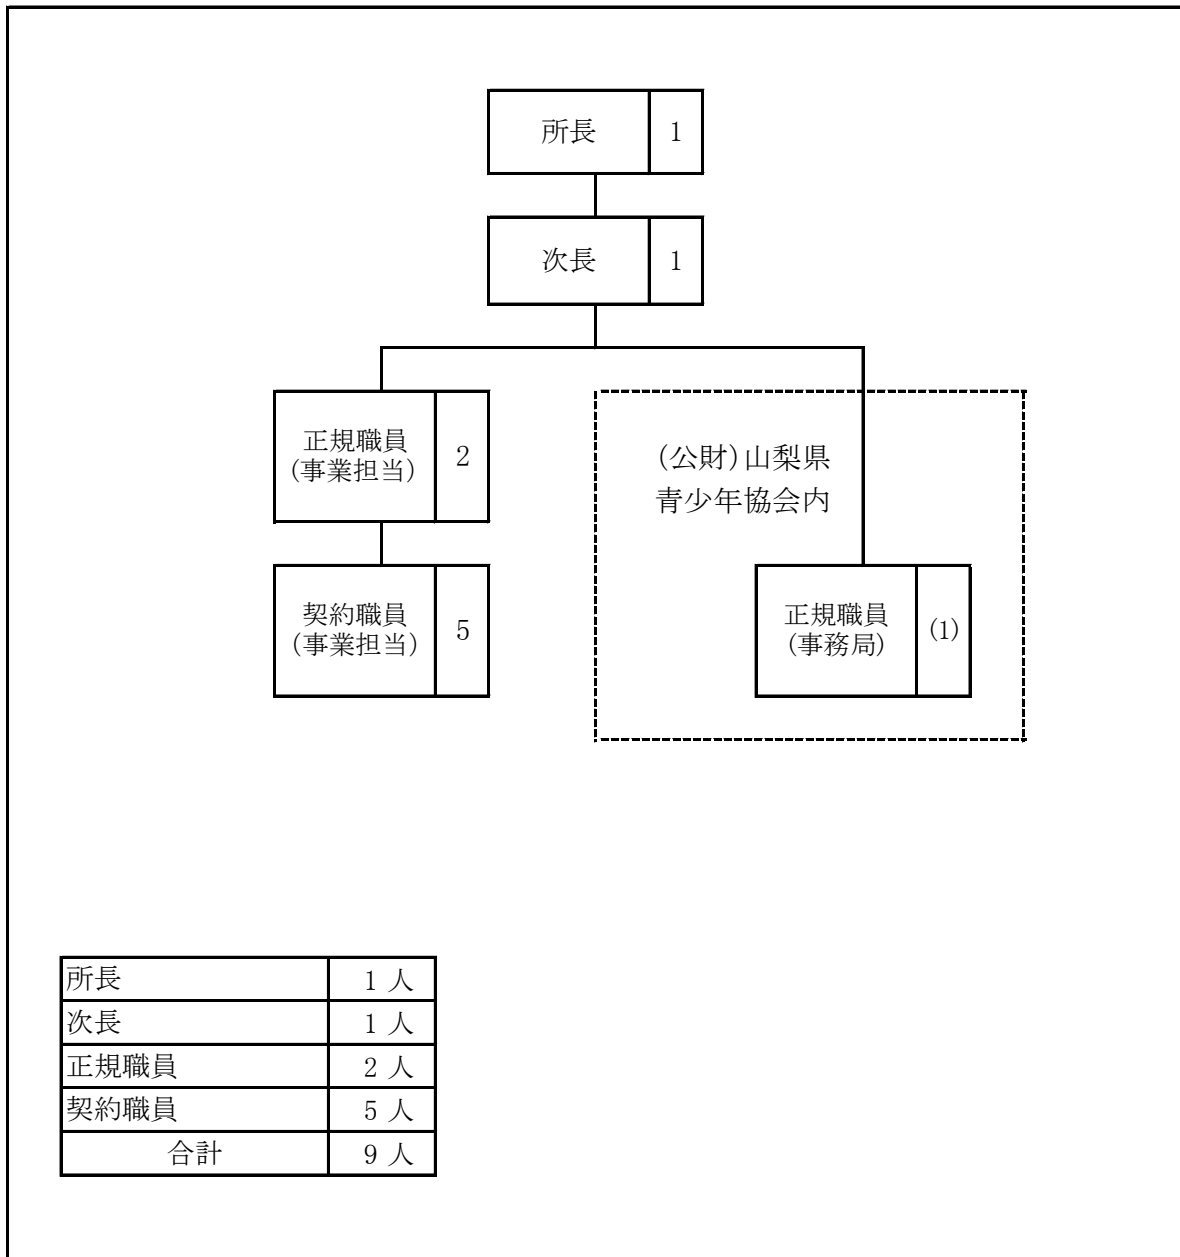 所長 1
次長 1
正規職員
(事業担当) 2
(公財)山梨県
青少年協会内
契約職員
(事業担当) 5
正規職員
(事務局) (1)
所長 1 人
次長 1 人
正規職員 2 人
契約職員 5 人
合計 9 人